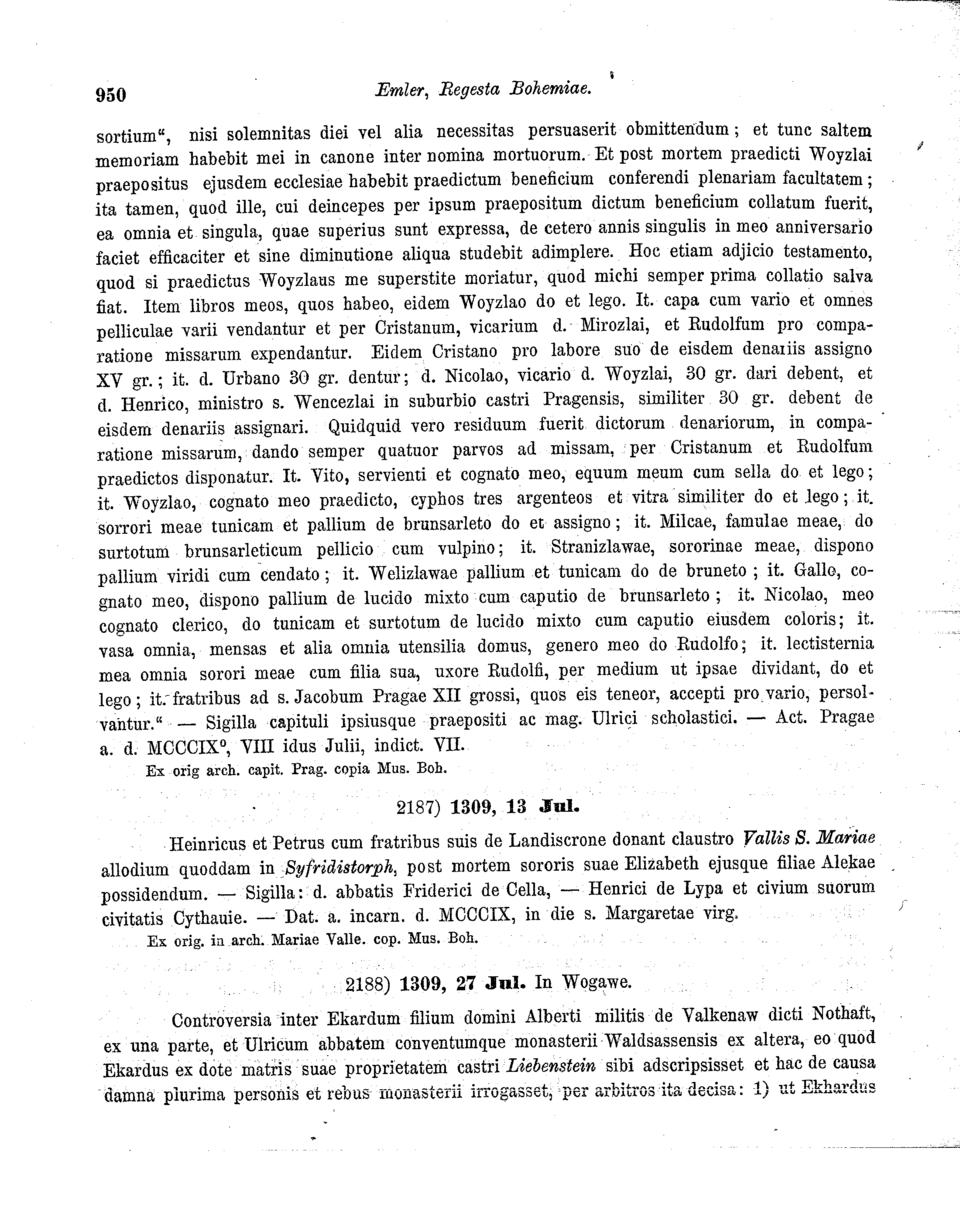 950
Emler, Regesta Bohemiae.
sortium“, nisi solemnitas diei vel alia necessitas persuaserit obmittendum; et tunc saltem
memoriam habebit mei in canone inter nomina mortuorum. Et post mortem praedicti Woyzlai
praepositus ejusdem ecclesiae habebit praedictum beneficium conferendi plenariam facultatem;
ita tamen, quod ille, cui deincepes per ipsum praepositum dictum beneficium collatum fuerit,
ea omnia et singula, quae superius sunt expressa, de cetero annis singulis in meo anniversario
faciet efficaciter et sine diminutione aliqua studebit adimplere. Hoc etiam adjicio testamento,
quod si praedictus Woyzlaus me superstite moriatur, quod michi semper prima collatio salva
fiat. Item libros meos, quos habeo, eidem Woyzlao do et lego. It. capa cum vario et omnes
pelliculae varii vendantur et per Cristanum, vicarium d. Mirozlai, et Rudolfum pro compa-
ratione missarum expendantur. Eidem Cristano pro labore suo de eisdem denariis assigno
XV gr.; it. d. Urbano 30 gr. dentur; d. Nicolao, vicario d. Woyzlai, 30 gr. dari debent, et
d. Henrico, ministro s. Wencezlai in suburbio castri Pragensis, similiter 30 gr. debent de
eisdem denariis assignari. Quidquid vero residuum fuerit dictorum denariorum, in compa-
ratione missarum, dando semper quatuor parvos ad missam, per Cristanum et Rudolfum
praedictos disponatur. It. Vito, servienti et cognato meo, equum meum cum sella do et lego;
it. Woyzlao, cognato meo praedicto, cyphos tres argenteos et vitra similiter do et lego; it.
sorrori meae tunicam et pallium de brunsarleto do et assigno; it. Milcae, famulae meae, do
surtotum brunsarleticum pellicio cum vulpino; it. Stranizlawae, sororinae meae, dispono
pallium viridi cum cendato; it. Welizlawae pallium et tunicam do de bruneto; it. Gallo, co-
gnato meo, dispono pallium de lucido mixto cum caputio de brunsarleto; it. Nicolao, meo
cognato clerico, do tunicam et surtotum de lucido mixto cum caputio eiusdem coloris; it.
vasa omnia, mensas et alia omnia utensilia domus, genero meo do Rudolfo; it. lectisternia
mea omnia sorori meae cum filia sua, uxore Rudolfi, per medium ut ipsae dividant, do et
lego; it. fratribus ad s. Jacobum Pragae XII grossi, quos eis teneor, accepti pro vario, persol-
vantur.“ — Sigilla capituli ipsiusque praepositi ac mag. Ulrici scholastici. — Act. Pragae
a. d. MCCCIX⁰, VIII idus Julii, indict. VII.
Ex orig arch. capit. Prag. copia Mus. Boh.
2187) 1309, 13 Jul.
Heinricus et Petrus cum fratribus suis de Landiscrone donant claustro Vallis S. Mariae
allodium quoddam in Syfridistorph, post mortem sororis suae Elizabeth ejusque filiae Alekae
possidendum. — Sigilla: d. abbatis Friderici de Cella, — Henrici de Lypa et civium suorum
civitatis Cythauie. — Dat. a. incarn. d. MCCCIX, in die s. Margaretae virg.
Ex orig. in arch. Mariae Valle. cop. Mus. Boh.
2188) 1309, 27 Jul. In Wogawe.
Controversia inter Ekardum filium domini Alberti militis de Valkenaw dicti Nothaft,
ex una parte, et Ulricum abbatem conventumque monasterii Waldsassensis ex altera, eo quod
Ekardus ex dote matris suae proprietatem castri Liebenstein sibi adscripsisset et hac de causa
damna plurima personis et rebus monasterii irrogasset, per arbitros ita decisa: 1) ut Ekhardus